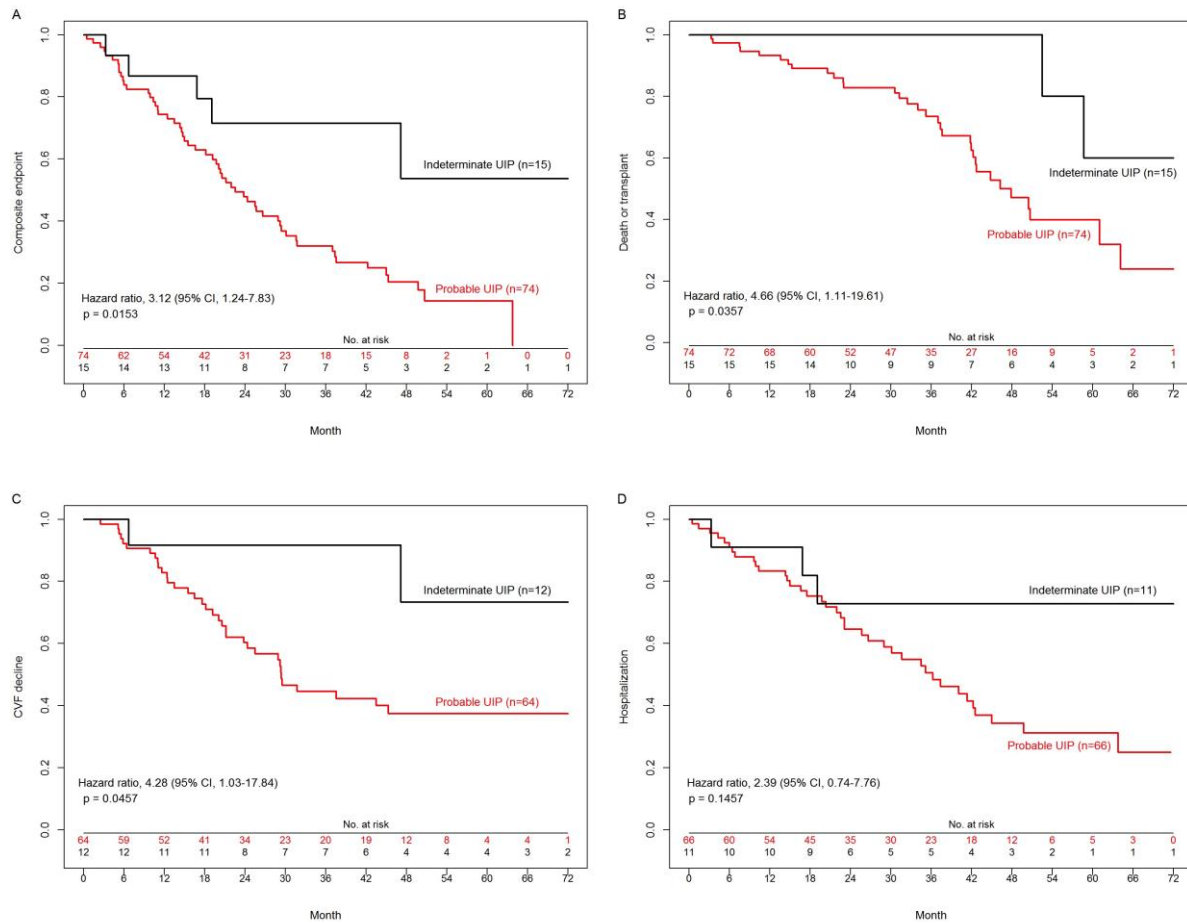 A
Composite endpoint
1.0
0.8
0.6
0.4
0.2
0.0
Indeterminate UIP (n=15)
Probable UIP (n=74)
Hazard ratio, 3.12 (95% CI, 1.24-7.83)
p = 0.0153
No. at risk
74 62 54 42 31 23 18 15 8 2 1 0 0
15 14 13 11 8 7 7 5 3 2 2 1 1
0 6 12 18 24 30 36 42 48 54 60 66 72
Month
B
Death or transplant
1.0
0.8
0.6
0.4
0.2
0.0
Indeterminate UIP (n=15)
Probable UIP (n=74)
Hazard ratio, 4.66 (95% CI, 1.11-19.61)
p = 0.0357
No. at risk
74 72 68 60 52 47 35 27 16 9 5 2 1
15 15 15 14 10 9 9 7 6 4 3 2 1
0 6 12 18 24 30 36 42 48 54 60 66 72
Month
C
CVF decline
1.0
0.8
0.6
0.4
0.2
0.0
Indeterminate UIP (n=12)
Probable UIP (n=64)
Hazard ratio, 4.28 (95% CI, 1.03-17.84)
p = 0.0457
No. at risk
64 59 52 41 34 23 20 19 12 8 4 4 1
12 12 11 11 8 7 7 6 4 4 4 3 2
0 6 12 18 24 30 36 42 48 54 60 66 72
Month
D
Hospitalization
1.0
0.8
0.6
0.4
0.2
0.0
Indeterminate UIP (n=11)
Probable UIP (n=66)
Hazard ratio, 2.39 (95% CI, 0.74-7.76)
p = 0.1457
No. at risk
66 60 54 45 35 30 23 18 12 6 5 3 0
11 10 10 9 6 5 5 4 3 2 1 1 1
0 6 12 18 24 30 36 42 48 54 60 66 72
Month